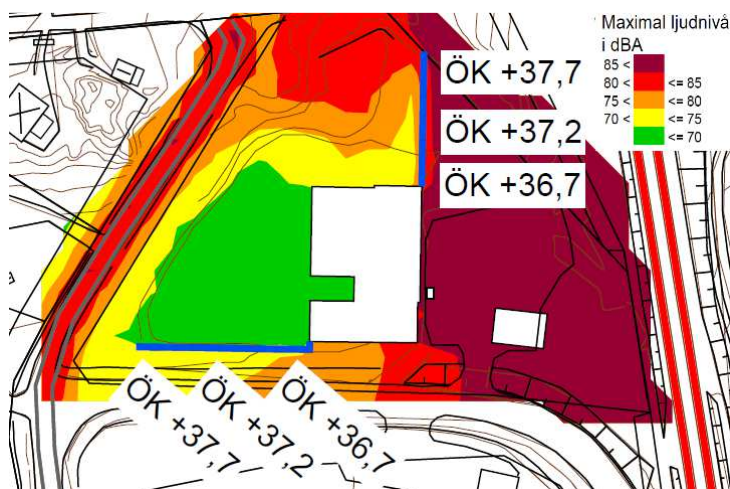 Maximal ljudnivå
i dBA
85 <
80 < <= 85
75 < <= 80
70 < <= 75
<= 70
ÖK +37,7
ÖK +37,2
ÖK +36,7
ÖK +37,7
ÖK +37,2
ÖK +36,7